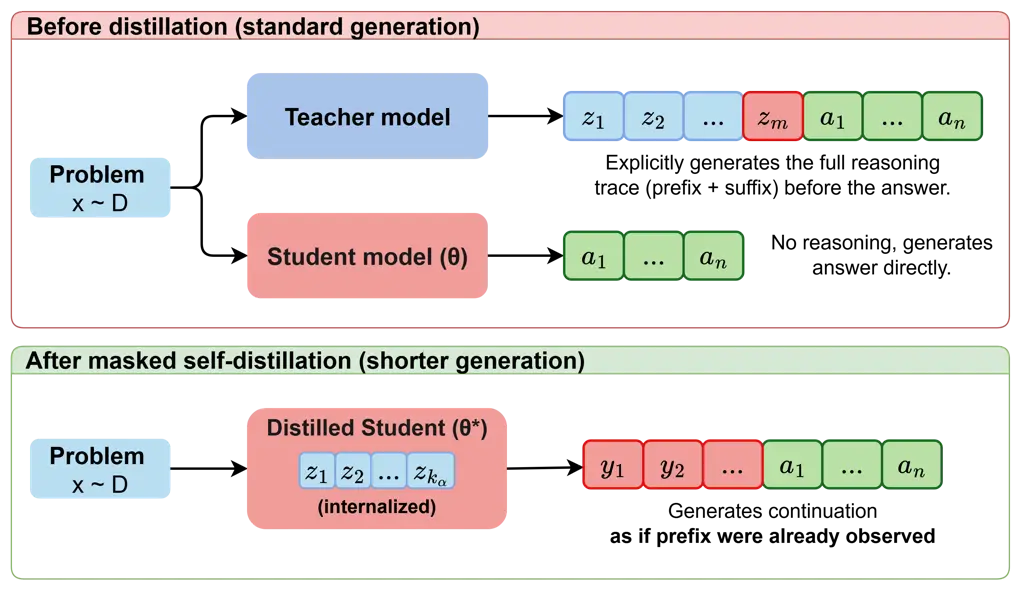 Before distillation (standard generation)
Problem
x ~ D
Teacher model
z₁ z₂ ... zₘ a₁ ... aₙ
Explicitly generates the full reasoning
trace (prefix + suffix) before the answer.
Student model (θ)
a₁ ... aₙ
No reasoning, generates
answer directly.
After masked self-distillation (shorter generation)
Problem
x ~ D
Distilled Student (θ*)
z₁ z₂ ... z_{k_α}
(internalized)
y₁ y₂ ... a₁ ... aₙ
Generates continuation
as if prefix were already observed